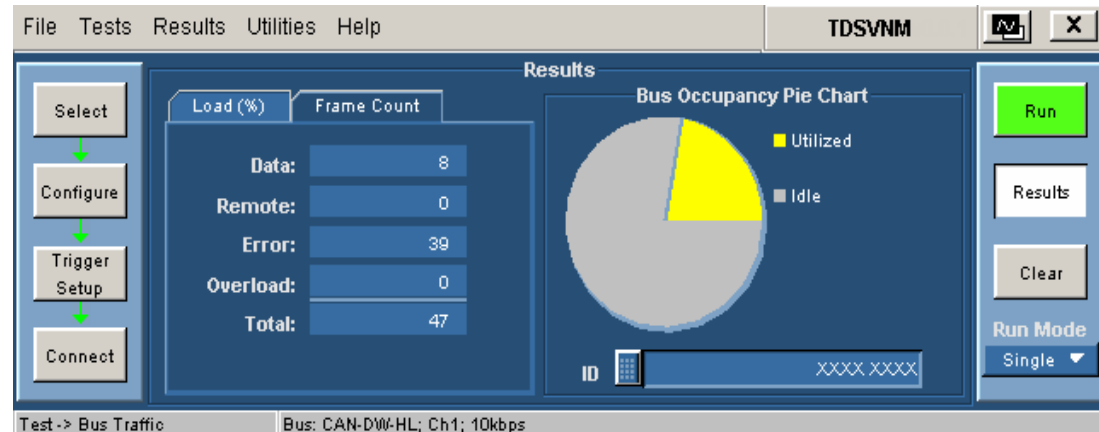 File Tests Results Utilities Help TDSVNM X
Results
Select
Configure
Trigger
Setup
Connect
Load (%) Frame Count
Data: 8
Remote: 0
Error: 39
Overload: 0
Total: 47
Bus Occupancy Pie Chart
Utilized
Idle
ID XXXX XXXX
Run
Results
Clear
Run Mode
Single
Test -> Bus Traffic Bus: CAN-DW-HL; Ch1; 10kbps